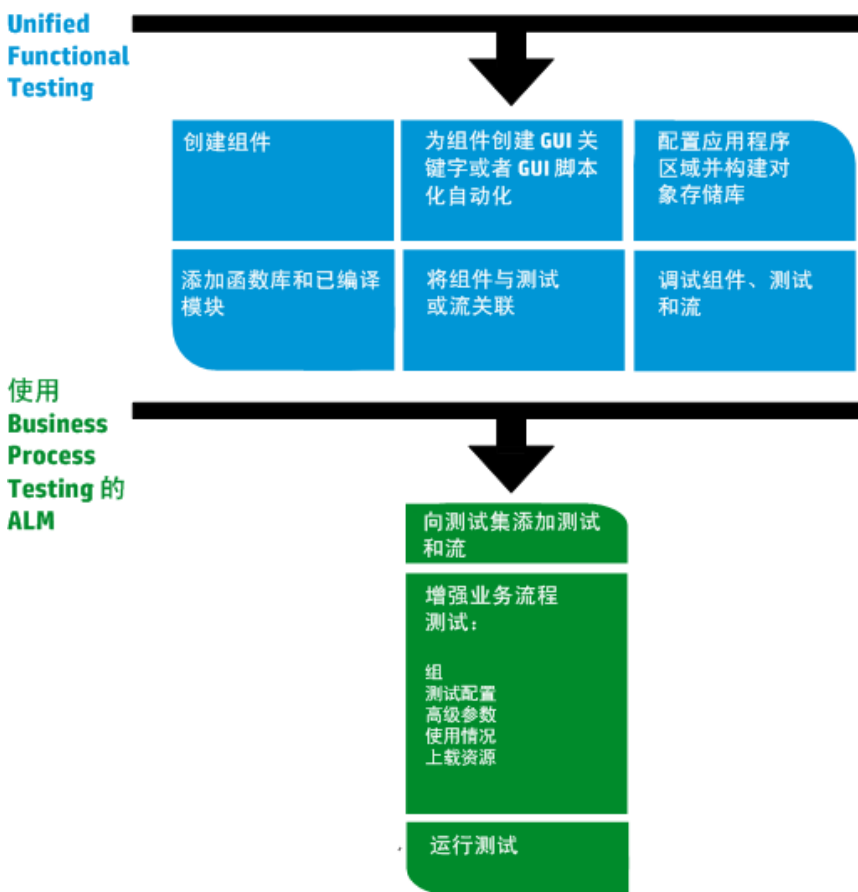 Unified
Functional
Testing
创建组件
为组件创建 GUI 关
键字或者 GUI 脚本
化自动化
配置应用程序
区域并构建对
象存储库
添加函数库和已编译
模块
将组件与测试
或流关联
调试组件、测试
和流
使用
Business
Process
Testing 的
ALM
向测试集添加测试
和流
增强业务流程
测试：
组
测试配置
高级参数
使用情况
上载资源
运行测试